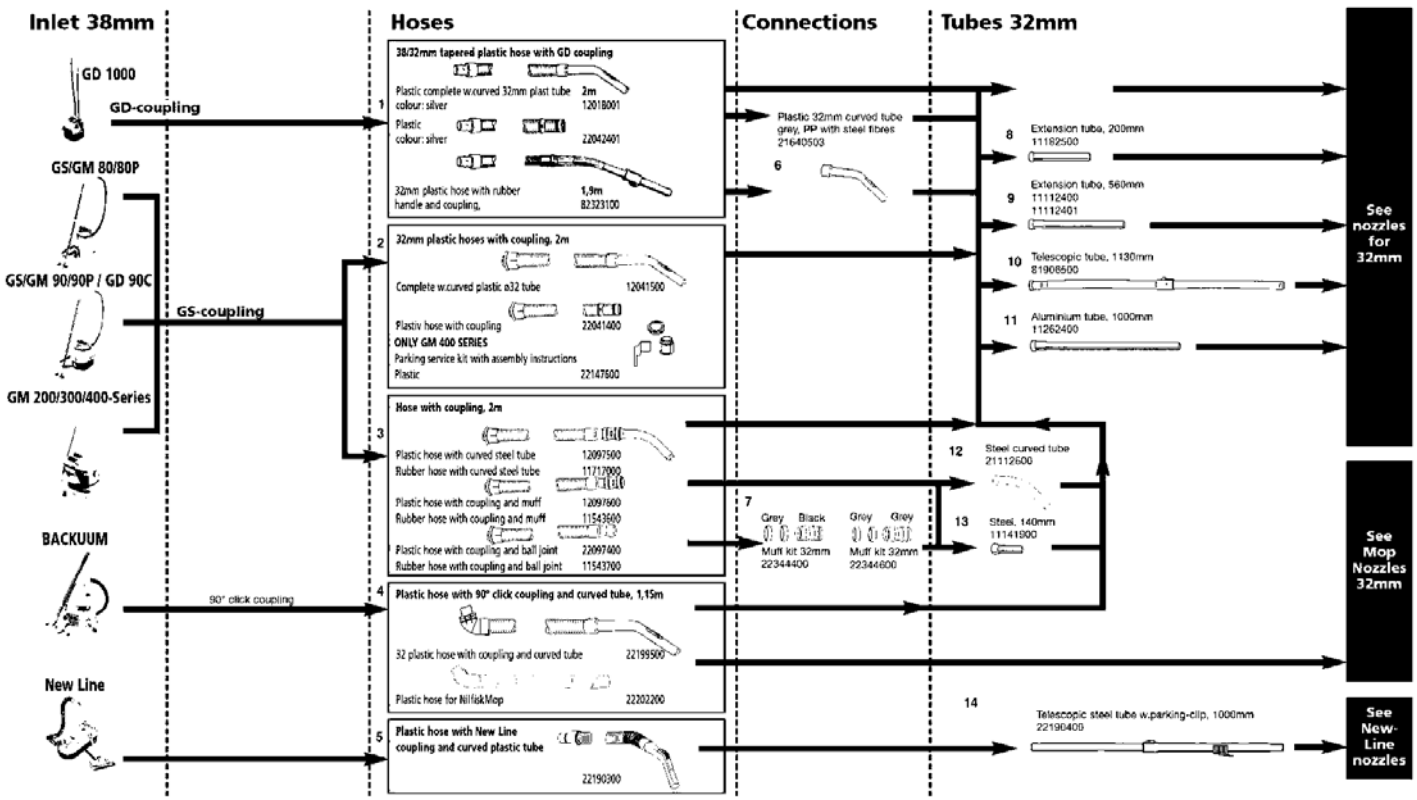 Inlet 38mm
Hoses
Connections
Tubes 32mm
GD 1000
GD-coupling
GS/GM 80/80P
GS/GM 90/90P / GD 90C
GS-coupling
GM 200/300/400-Series
BACKUUM
90° click coupling
New Line
1
38/32mm tapered plastic hose with GD coupling
Plastic complete w.curved 32mm plast tube 2m
colour: silver 12018001
Plastic
colour: silver 22042401
32mm plastic hose with rubber 1,9m
handle and coupling, 82323100
2
32mm plastic hoses with coupling, 2m
Complete w.curved plastic ø32 tube 12041500
Plastiv hose with coupling 22041400
ONLY GM 400 SERIES
Parking service kit with assembly instructions
Plastic 22147600
3
Hose with coupling, 2m
Plastic hose with curved steel tube 12097500
Rubber hose with curved steel tube 11717000
Plastic hose with coupling and muff 12097600
Rubber hose with coupling and muff 11543600
Plastic hose with coupling and ball joint 22097400
Rubber hose with coupling and ball joint 11543700
4
Plastic hose with 90° click coupling and curved tube, 1,15m
32 plastic hose with coupling and curved tube 22199500
Plastic hose for NilfiskMop 22202200
5
Plastic hose with New Line
coupling and curved plastic tube
22190300
Plastic 32mm curved tube
grey, PP with steel fibres
21640503
6
7
Grey Black Grey Grey
Muff kit 32mm Muff kit 32mm
22344400 22344600
8
Extension tube, 200mm
11182500
9
Extension tube, 560mm
11112400
11112401
10
Telescopic tube, 1130mm
81906500
11
Aluminium tube, 1000mm
11262400
12
Steel curved tube
21112600
13
Steel, 140mm
11141900
14
Telescopic steel tube w.parking-clip, 1000mm
22190400
See
nozzles
for
32mm
See
Mop
Nozzles
32mm
See
New-
Line
nozzles